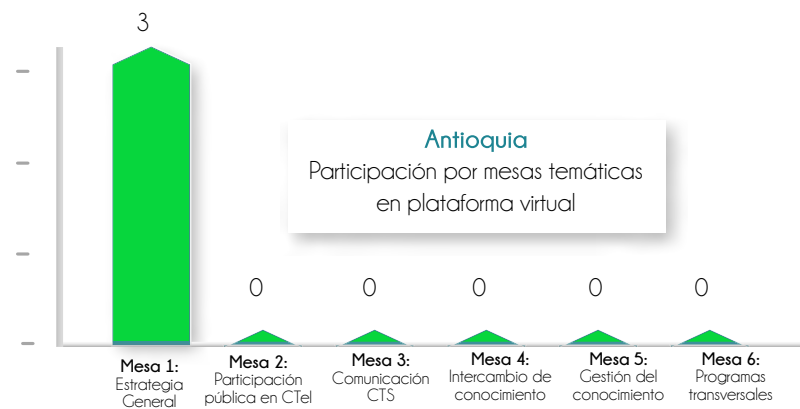 3
Antioquia
Participación por mesas temáticas
en plataforma virtual
0 0 0 0 0
Mesa 1:
Estrategia
General
Mesa 2:
Participación
pública en CTeI
Mesa 3:
Comunicación
CTS
Mesa 4:
Intercambio de
conocimiento
Mesa 5:
Gestión del
conocimiento
Mesa 6:
Programas
transversales